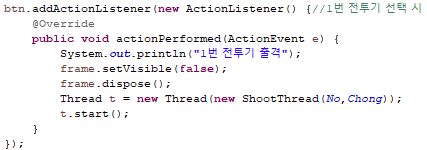 btn.addActionListener(new ActionListener() {//1번 전투기 선택 시
@Override
public void actionPerformed(ActionEvent e) {
System.out.println("1번 전투기 출격");
frame.setVisible(false);
frame.dispose();
Thread t = new Thread(new ShootThread(No,Chong));
t.start();
}
});